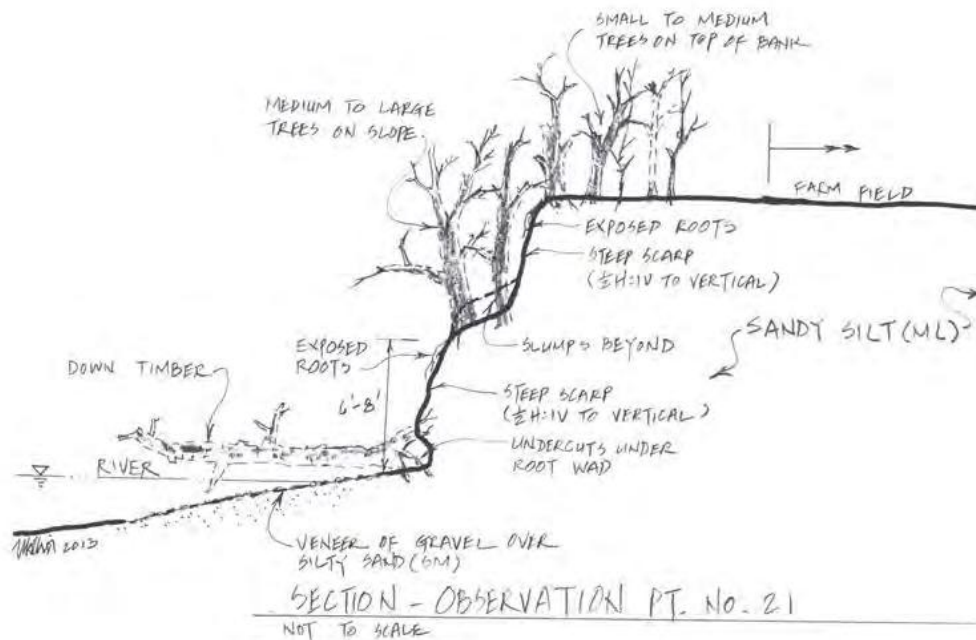 SMALL TO MEDIUM
TREES ON TOP OF BANK
MEDIUM TO LARGE
TREES ON SLOPE.
FARM FIELD
EXPOSED ROOTS
STEEP SCARP
(½H:1V TO VERTICAL)
SANDY SILT (ML)
SLUMPS BEYOND
EXPOSED
ROOTS
DOWN TIMBER
6'-8'
STEEP SCARP
(½H:1V TO VERTICAL)
UNDERCUTS UNDER
ROOT WAD
RIVER
2013
VENEER OF GRAVEL OVER
SILTY SAND (SM)
SECTION - OBSERVATION PT. NO. 21
NOT TO SCALE